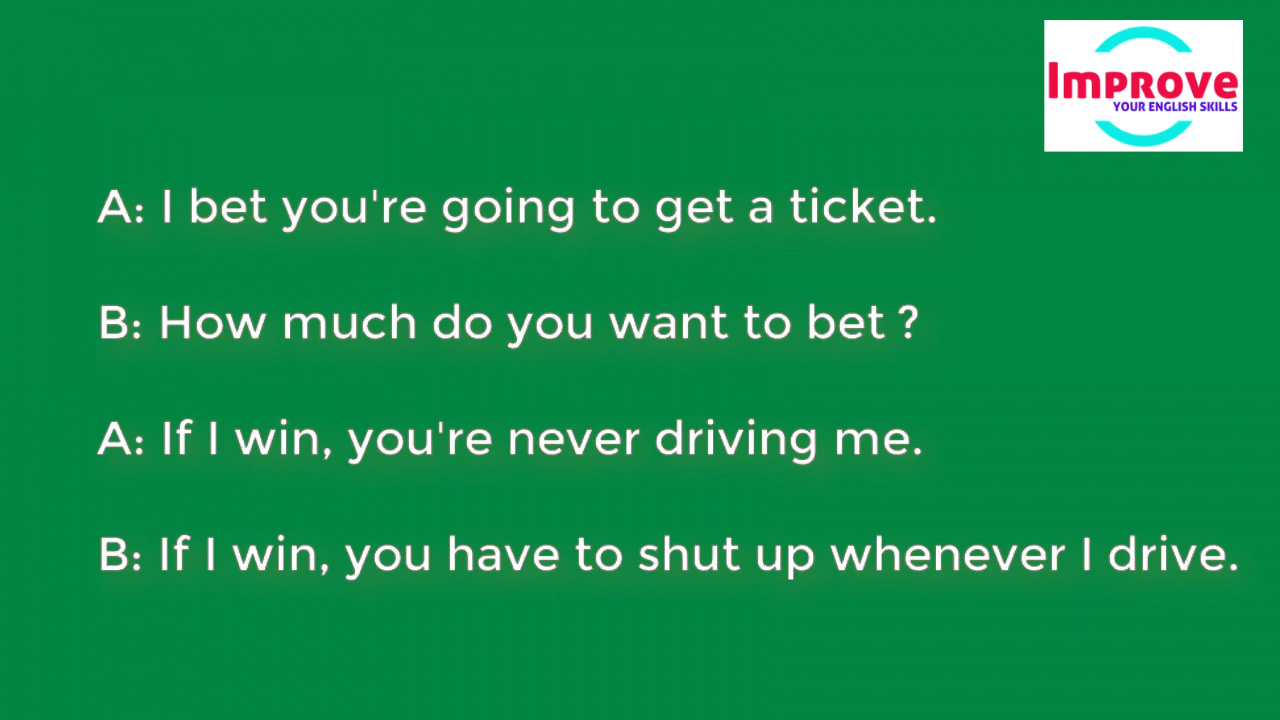 Improve
YOUR ENGLISH SKILLS
A: I bet you're going to get a ticket.
B: How much do you want to bet ?
A: If I win, you're never driving me.
B: If I win, you have to shut up whenever I drive.